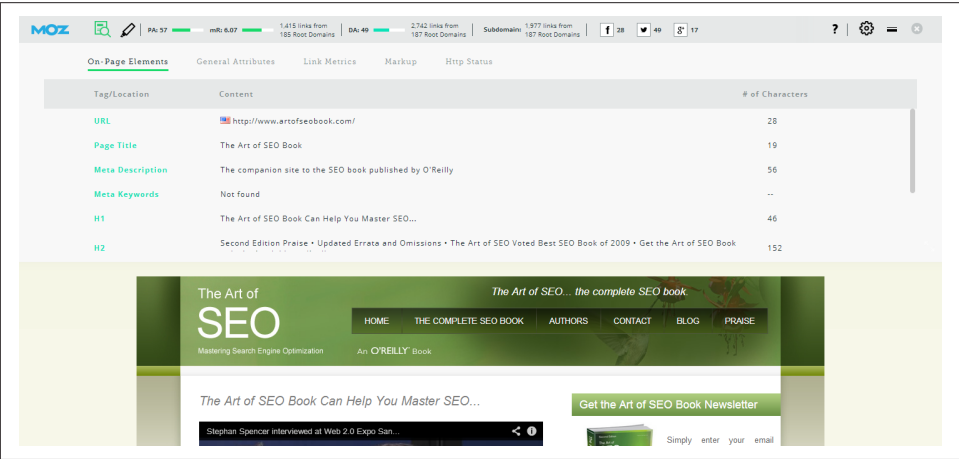 MOZ PA: 57 mR: 6.07 1,415 links from 185 Root Domains DA: 49 2,742 links from 187 Root Domains Subdomain: 1,977 links from 187 Root Domains 28 49 17 ?
On-Page Elements General Attributes Link Metrics Markup Http Status
Tag/Location Content # of Characters
URL http://www.artofseobook.com/ 28
Page Title The Art of SEO Book 19
Meta Description The companion site to the SEO book published by O'Reilly 56
Meta Keywords Not found --
H1 The Art of SEO Book Can Help You Master SEO... 46
H2 Second Edition Praise • Updated Errata and Omissions • The Art of SEO Voted Best SEO Book of 2009 • Get the Art of SEO Book 152
The Art of
SEO
Mastering Search Engine Optimization
The Art of SEO... the complete SEO book.
HOME THE COMPLETE SEO BOOK AUTHORS CONTACT BLOG PRAISE
An O'REILLY Book
The Art of SEO Book Can Help You Master SEO...
Stephan Spencer interviewed at Web 2.0 Expo San...
Get the Art of SEO Book Newsletter
Simply enter your email